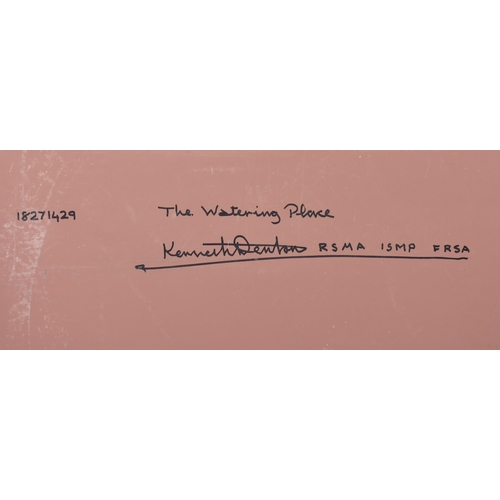 18271429 The Watering Place
Kenneth Denton RSMA ISMP FRSA